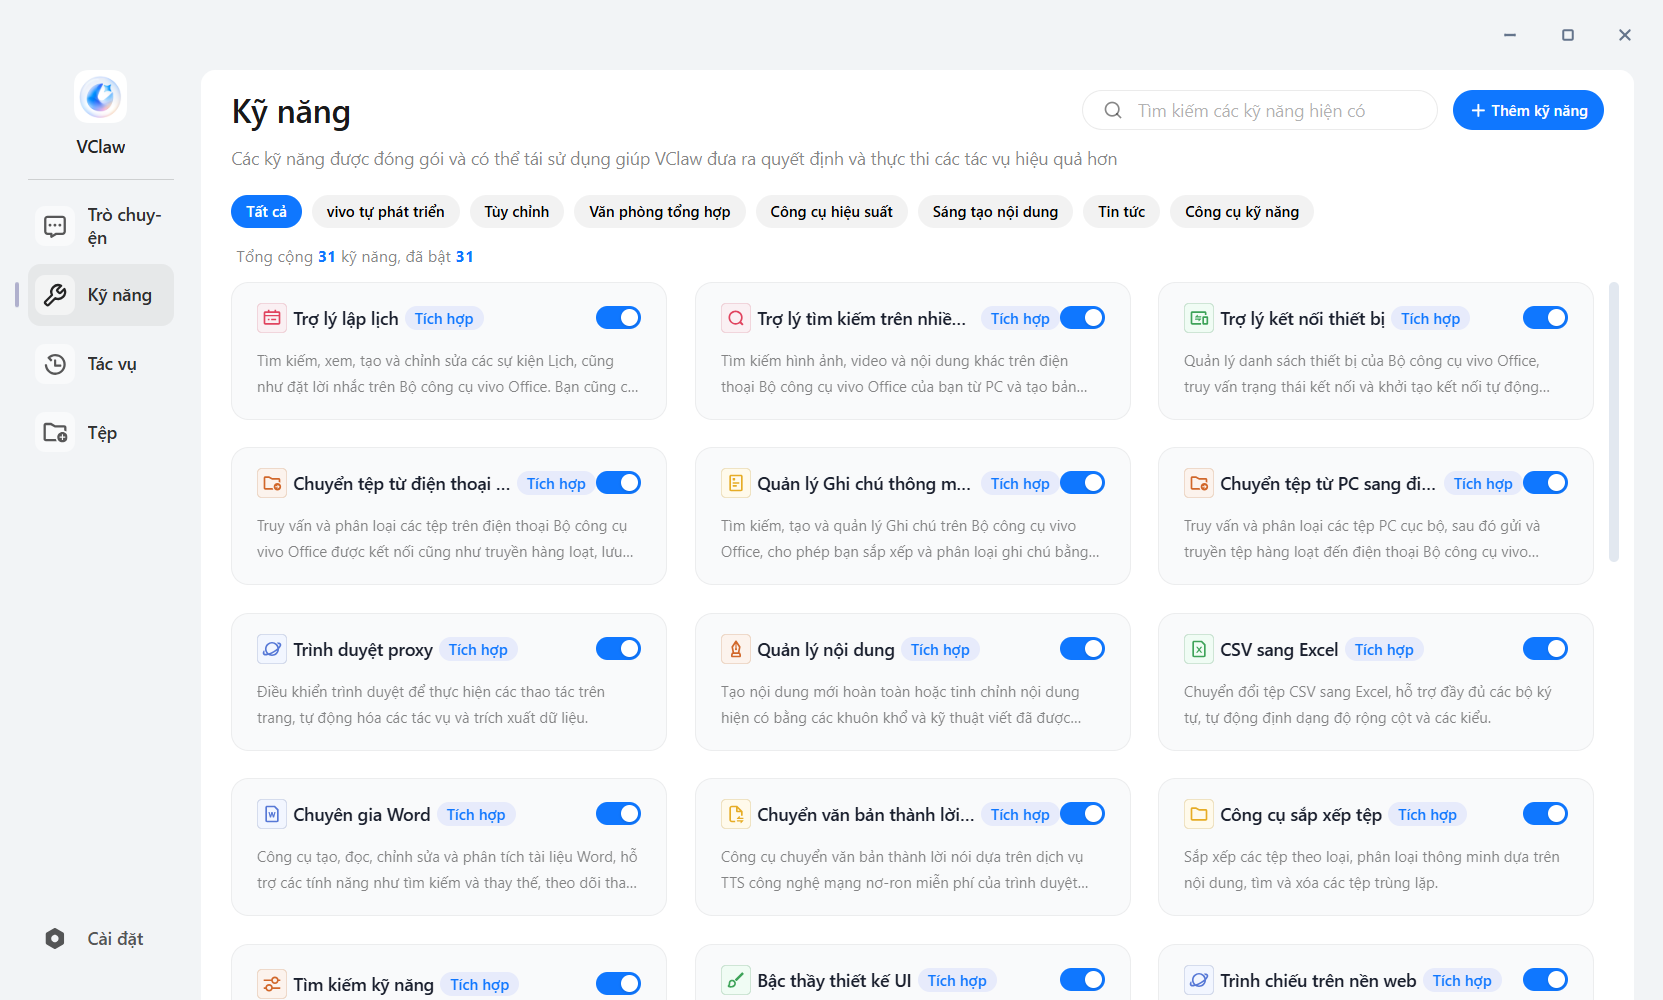 VClaw
Trò chuy-
ện
Kỹ năng
Tác vụ
Tệp
Cài đặt
Kỹ năng
Tìm kiếm các kỹ năng hiện có
Thêm kỹ năng
Các kỹ năng được đóng gói và có thể tái sử dụng giúp VClaw đưa ra quyết định và thực thi các tác vụ hiệu quả hơn
Tất cả
vivo tự phát triển
Tùy chỉnh
Văn phòng tổng hợp
Công cụ hiệu suất
Sáng tạo nội dung
Tin tức
Công cụ kỹ năng
Tổng cộng 31 kỹ năng, đã bật 31
Trợ lý lập lịch Tích hợp
Tìm kiếm, xem, tạo và chỉnh sửa các sự kiện Lịch, cũng
như đặt lời nhắc trên Bộ công cụ vivo Office. Bạn cũng c...
Trợ lý tìm kiếm trên nhiề... Tích hợp
Tìm kiếm hình ảnh, video và nội dung khác trên điện
thoại Bộ công cụ vivo Office của bạn từ PC và tạo bản...
Trợ lý kết nối thiết bị Tích hợp
Quản lý danh sách thiết bị của Bộ công cụ vivo Office,
truy vấn trạng thái kết nối và khởi tạo kết nối tự động...
Chuyển tệp từ điện thoại ... Tích hợp
Truy vấn và phân loại các tệp trên điện thoại Bộ công cụ
vivo Office được kết nối cũng như truyền hàng loạt, lưu...
Quản lý Ghi chú thông m... Tích hợp
Tìm kiếm, tạo và quản lý Ghi chú trên Bộ công cụ vivo
Office, cho phép bạn sắp xếp và phân loại ghi chú bằng...
Chuyển tệp từ PC sang đi... Tích hợp
Truy vấn và phân loại các tệp PC cục bộ, sau đó gửi và
truyền tệp hàng loạt đến điện thoại Bộ công cụ vivo...
Trình duyệt proxy Tích hợp
Điều khiển trình duyệt để thực hiện các thao tác trên
trang, tự động hóa các tác vụ và trích xuất dữ liệu.
Quản lý nội dung Tích hợp
Tạo nội dung mới hoàn toàn hoặc tinh chỉnh nội dung
hiện có bằng các khuôn khổ và kỹ thuật viết đã được...
CSV sang Excel Tích hợp
Chuyển đổi tệp CSV sang Excel, hỗ trợ đầy đủ các bộ ký
tự, tự động định dạng độ rộng cột và các kiểu.
Chuyên gia Word Tích hợp
Công cụ tạo, đọc, chỉnh sửa và phân tích tài liệu Word, hỗ
trợ các tính năng như tìm kiếm và thay thế, theo dõi tha...
Chuyển văn bản thành lời... Tích hợp
Công cụ chuyển văn bản thành lời nói dựa trên dịch vụ
TTS công nghệ mạng nơ-ron miễn phí của trình duyệt...
Công cụ sắp xếp tệp Tích hợp
Sắp xếp các tệp theo loại, phân loại thông minh dựa trên
nội dung, tìm và xóa các tệp trùng lặp.
Tìm kiếm kỹ năng Tích hợp
Bậc thầy thiết kế UI Tích hợp
Trình chiếu trên nền web Tích hợp